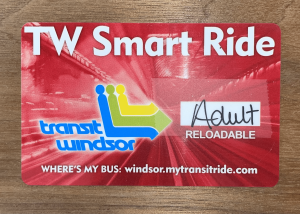 TW Smart Ride
Adult
RELOADABLE
transit
windsor
WHERE'S MY BUS: windsor.mytransitride.com